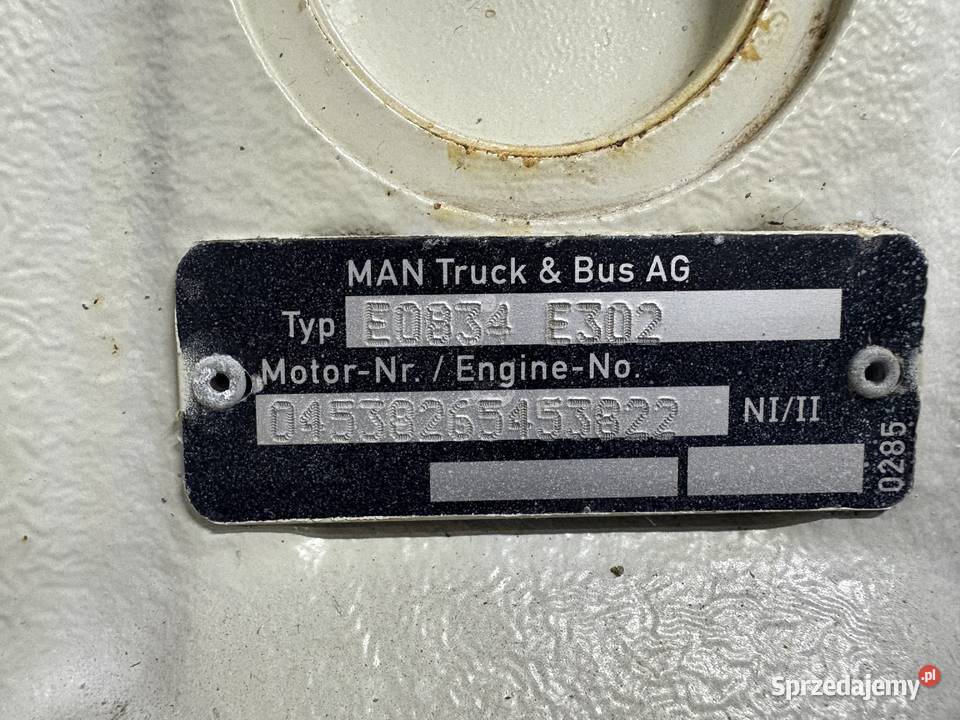 MAN Truck & Bus AG
Typ E0834 E302
Motor-Nr. / Engine-No.
04538265453822 NI/II
0285
Sprzedajemy.pl